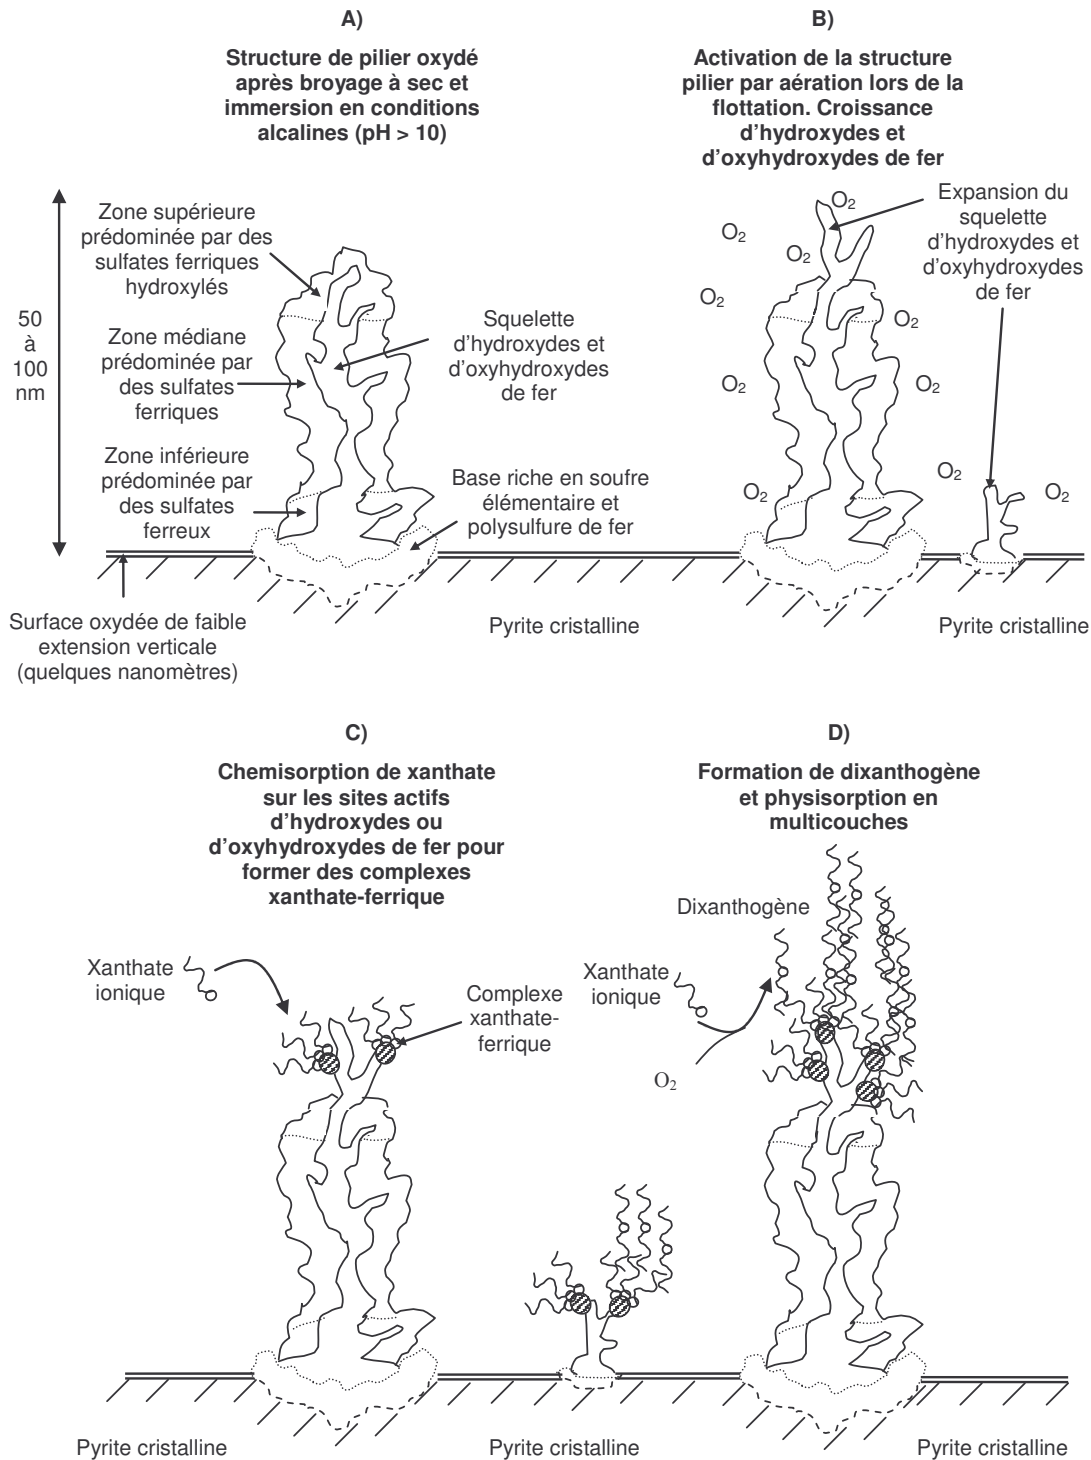 A)
Structure de pilier oxydé
après broyage à sec et
immersion en conditions
alcalines (pH > 10)
B)
Activation de la structure
pilier par aération lors de la
flottation. Croissance
d'hydroxydes et
d'oxyhydroxydes de fer
50
à
100
nm
Zone supérieure
prédominée par des
sulfates ferriques
hydroxylés
Zone médiane
prédominée par
des sulfates
ferriques
Zone inférieure
prédominée par
des sulfates
ferreux
Squelette
d'hydroxydes et
d'oxyhydroxydes
de fer
Base riche en soufre
élémentaire et
polysulfure de fer
Surface oxydée de faible
extension verticale
(quelques nanomètres)
Pyrite cristalline
O2
O2
O2
O2
O2
O2
O2
O2
O2
O2
Expansion du
squelette
d'hydroxydes et
d'oxyhydroxydes
de fer
Pyrite cristalline
C)
Chemisorption de xanthate
sur les sites actifs
d'hydroxydes ou
d'oxyhydroxydes de fer pour
former des complexes
xanthate-ferrique
Xanthate
ionique
Complexe
xanthate-
ferrique
D)
Formation de dixanthogène
et physisorption en
multicouches
Dixanthogène
Xanthate
ionique
O2
Pyrite cristalline
Pyrite cristalline
Pyrite cristalline